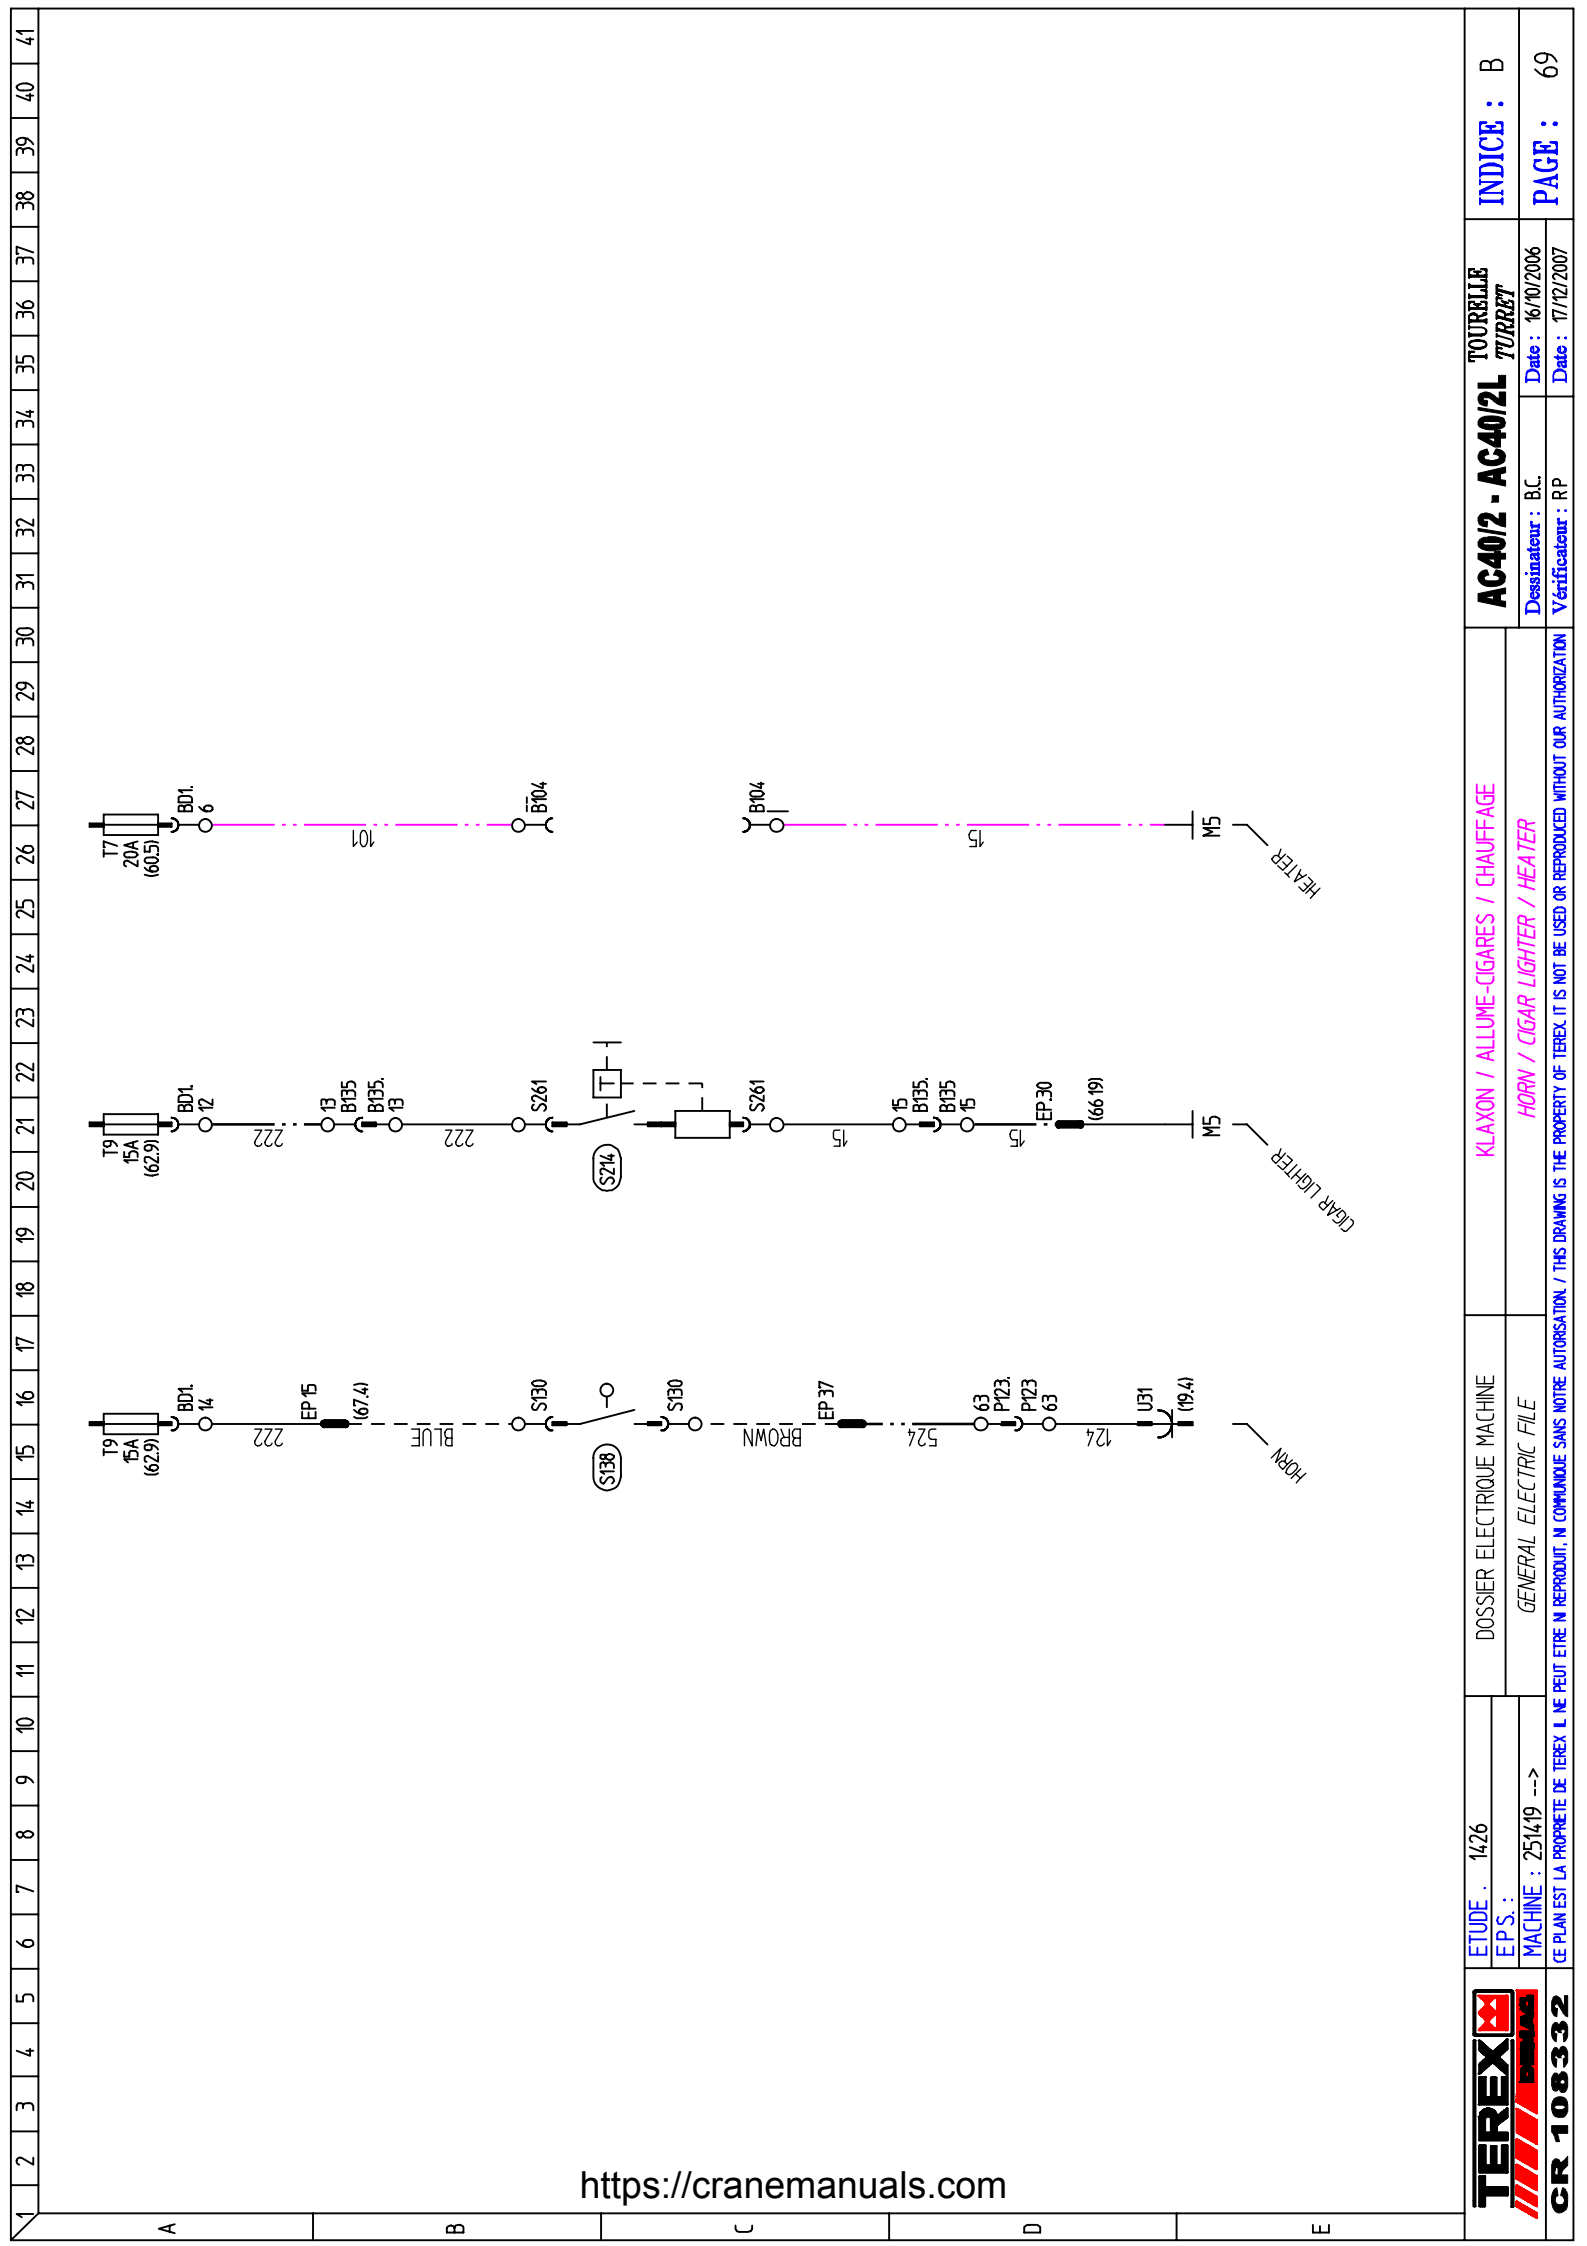 1 2 3 4 5 6 7 8 9 10 11 12 13 14 15 16 17 18 19 20 21 22 23 24 25 26 27 28 29 30 31 32 33 34 35 36 37 38 39 40 41
A
B
C
D
E
T9
15A
(62.9)
BD1.
14
222
EP.15
(67.4)
BLUE
S130
S138
S130
BROWN
EP.37
524
63
P123.
P123
63
124
U31
(19.4)
HORN
T9
15A
(62.9)
BD1.
12
222
13
B135
B135.
13
222
S261
S214
S261
15
15
B135.
B135
15
15
EP.30
(66.19)
M5
CIGAR LIGHTER
T7
20A
(60.5)
BD1.
6
101
B104
B104
15
M5
HEATER
TEREX
DEMAG
CR 108332
ETUDE : 1426
E.P.S. :
MACHINE : 251419 -->
DOSSIER ELECTRIQUE MACHINE
GENERAL ELECTRIC FILE
KLAXON / ALLUME-CIGARES / CHAUFFAGE
HORN / CIGAR LIGHTER / HEATER
AC40/2 - AC40/2L TOURELLE
TURRET
INDICE : B
Dessinateur : B.C. Date : 16/10/2006
PAGE : 69
Vérificateur : RP Date : 17/12/2007
CE PLAN EST LA PROPRIETE DE TEREX IL NE PEUT ETRE NI REPRODUIT, NI COMMUNIQUE SANS NOTRE AUTORISATION. / THIS DRAWING IS THE PROPERTY OF TEREX. IT IS NOT BE USED OR REPRODUCED WITHOUT OUR AUTHORIZATION
https://cranemanuals.com